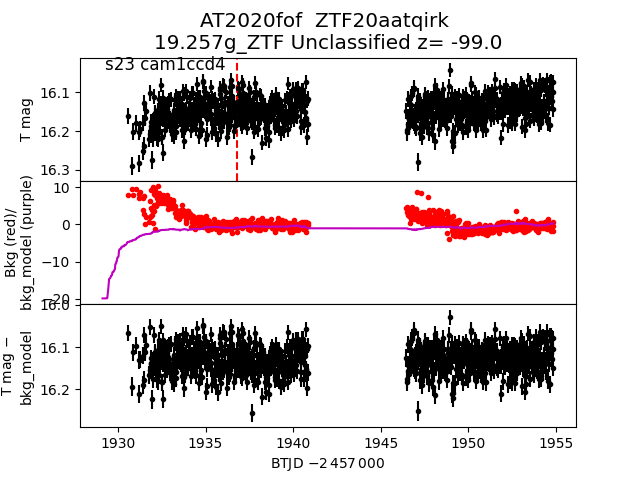 AT2020fof  ZTF20aatqirk
19.257g_ZTF Unclassified z= -99.0
s23 cam1ccd4
T mag
16.1
16.2
16.3
Bkg (red)/
bkg_model (purple)
10
0
−10
−20
T mag −
bkg_model
16.0
16.1
16.2
1930
1935
1940
1945
1950
1955
BTJD −2 457 000